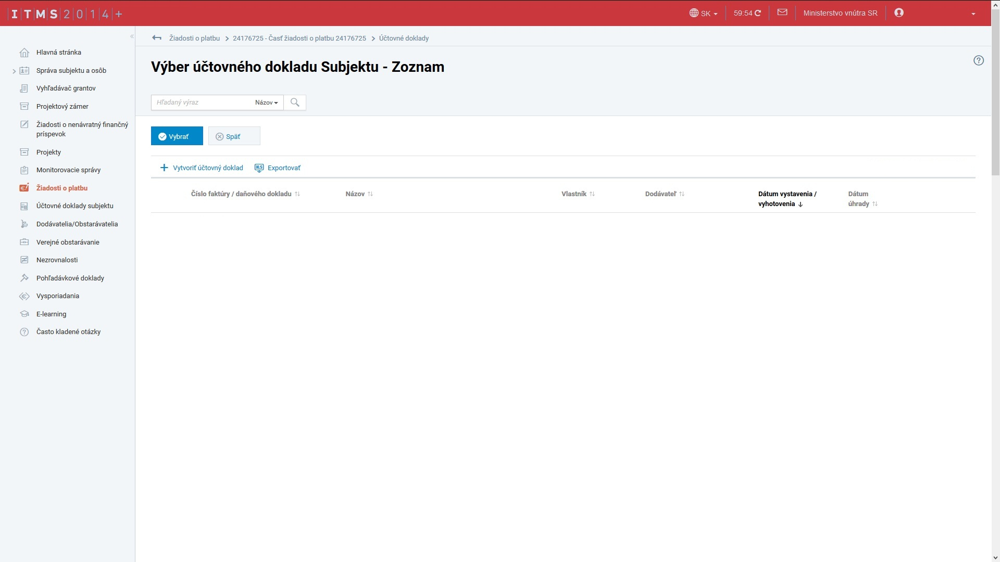 ITMS2014+
SK
59:54
Ministerstvo vnútra SR
Žiadosti o platbu > 24176725 - Časť žiadosti o platbu 24176725 > Účtovné doklady
Hlavná stránka
Správa subjektu a osôb
Vyhľadávač grantov
Projektový zámer
Žiadosti o nenávratný finančný
príspevok
Projekty
Monitorovacie správy
Žiadosti o platbu
Účtovné doklady subjektu
Dodávatelia/Obstarávatelia
Verejné obstarávanie
Nezrovnalosti
Pohľadávkové doklady
Vysporiadania
E-learning
Často kladené otázky
Výber účtovného dokladu Subjektu - Zoznam
Hľadaný výraz
Názov
Vybrať
Späť
Vytvoriť účtovný doklad
XLS
Exportovať
Číslo faktúry / daňového dokladu
Názov
Vlastník
Dodávateľ
Dátum vystavenia /
vyhotovenia
Dátum
úhrady